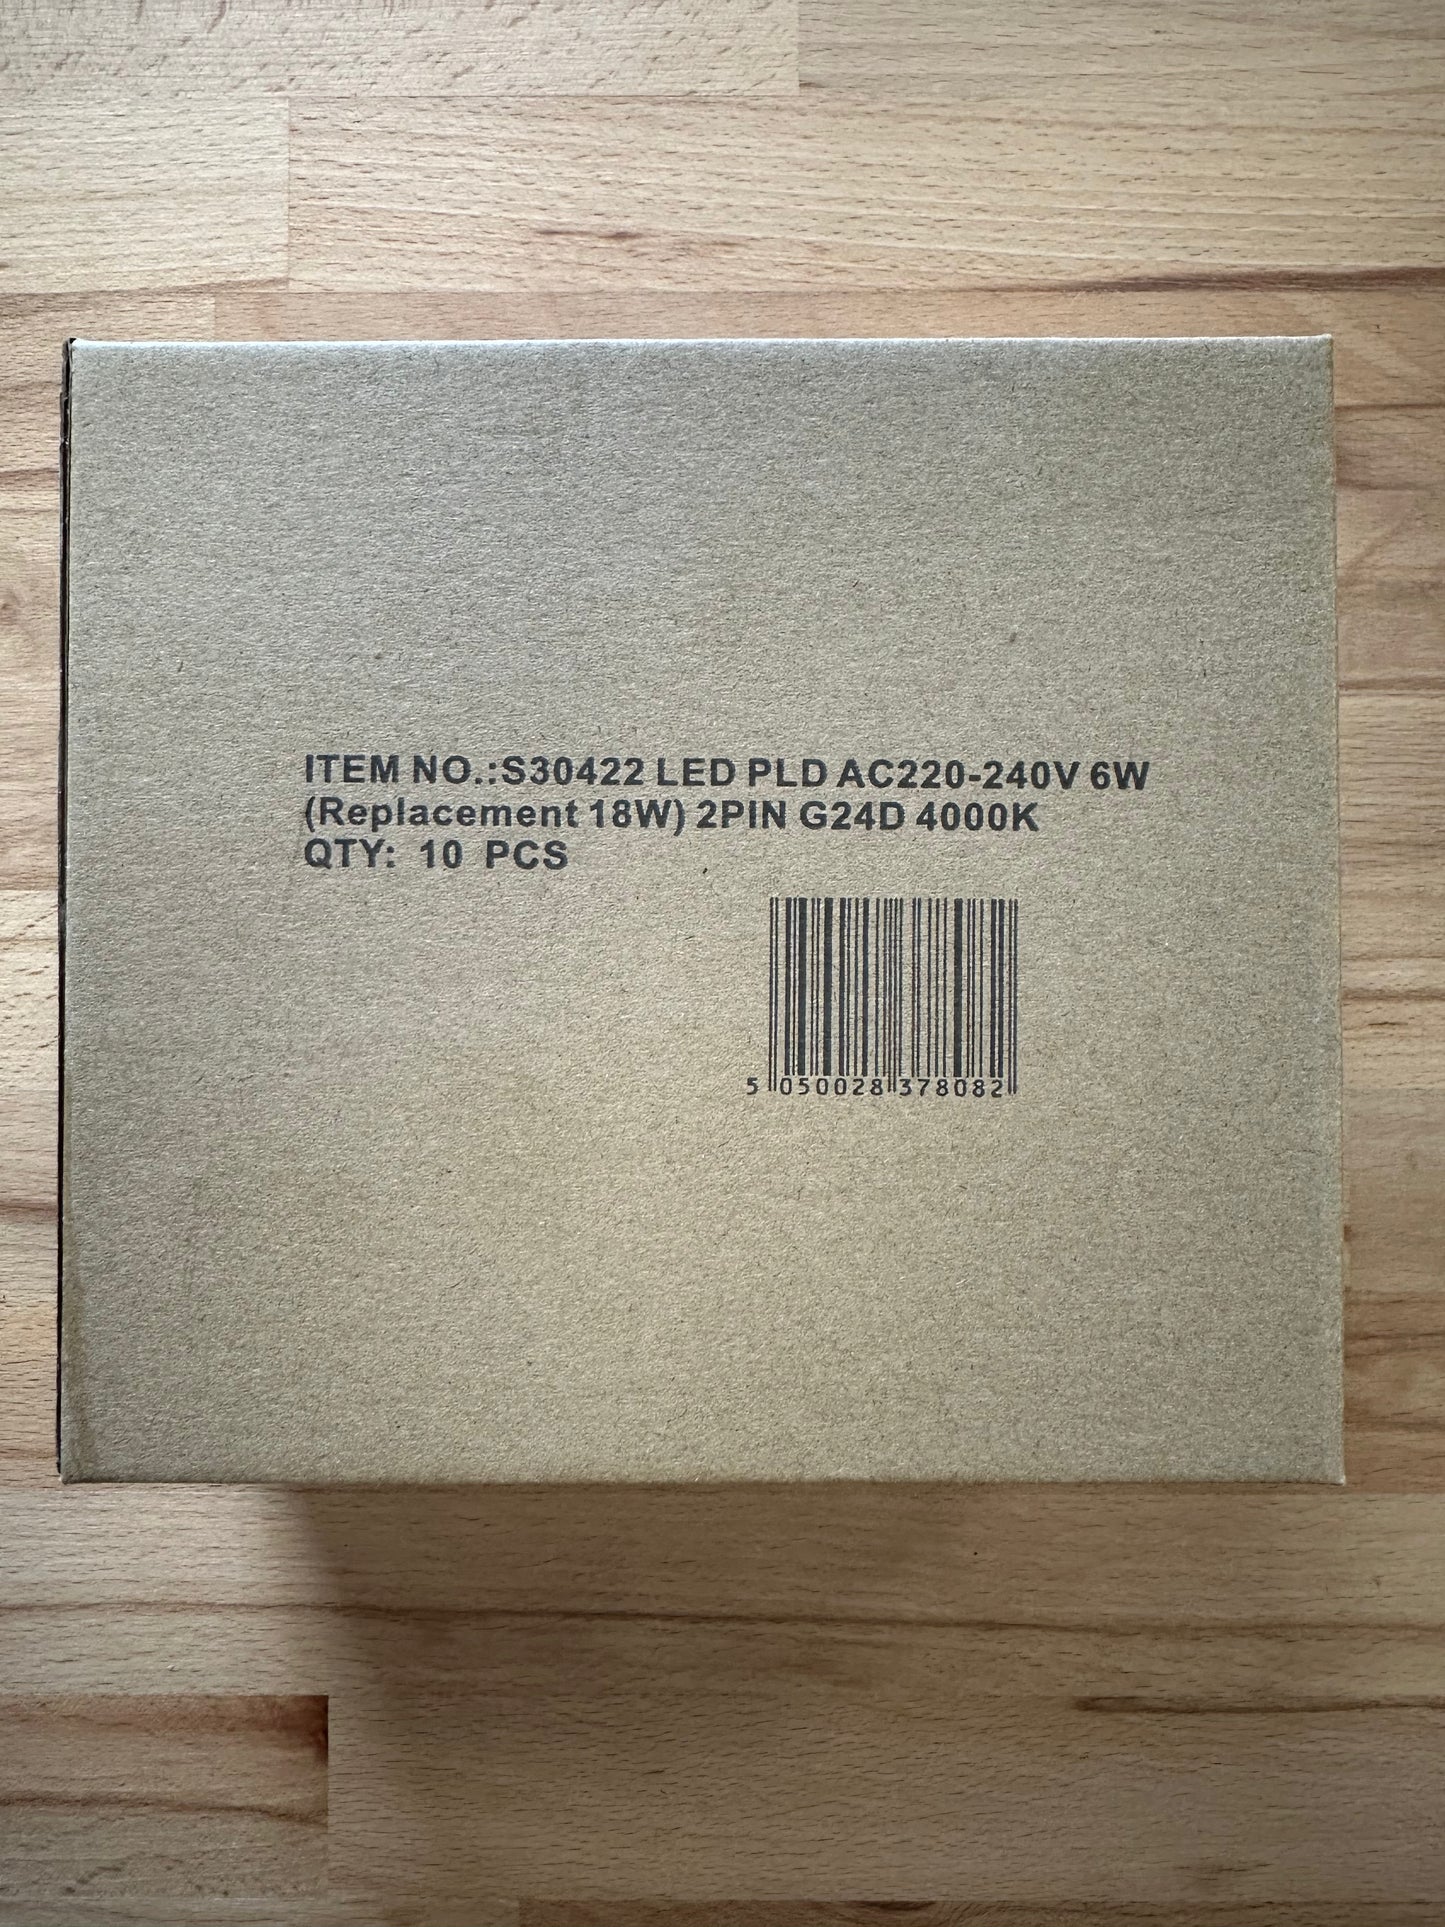 ITEM NO.:S30422 LED PLD AC220-240V 6W
(Replacement 18W) 2PIN G24D 4000K
QTY: 10 PCS
5 050028 378082